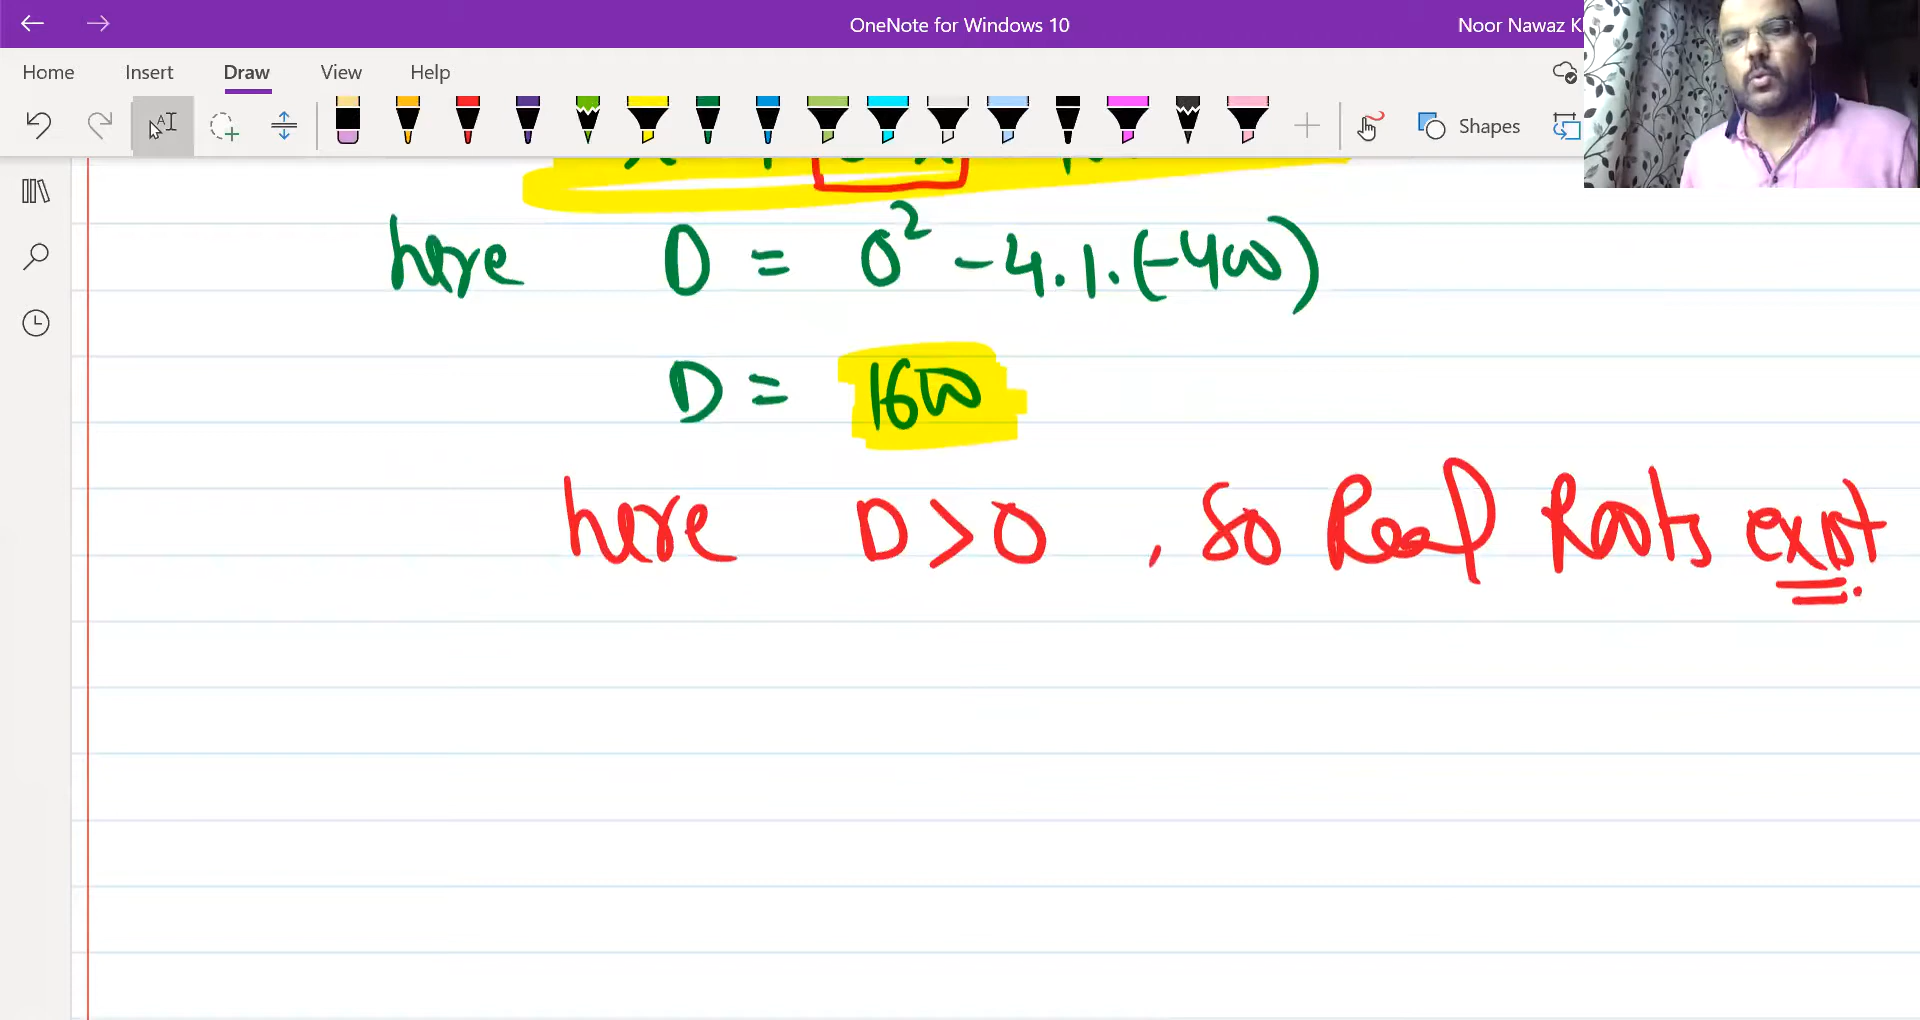 OneNote for Windows 10
Noor Nawaz K
Home Insert Draw View Help
Shapes
here D = 0² - 4.1.(-400)
D = 1600
here D > 0 , so Real Roots exist.